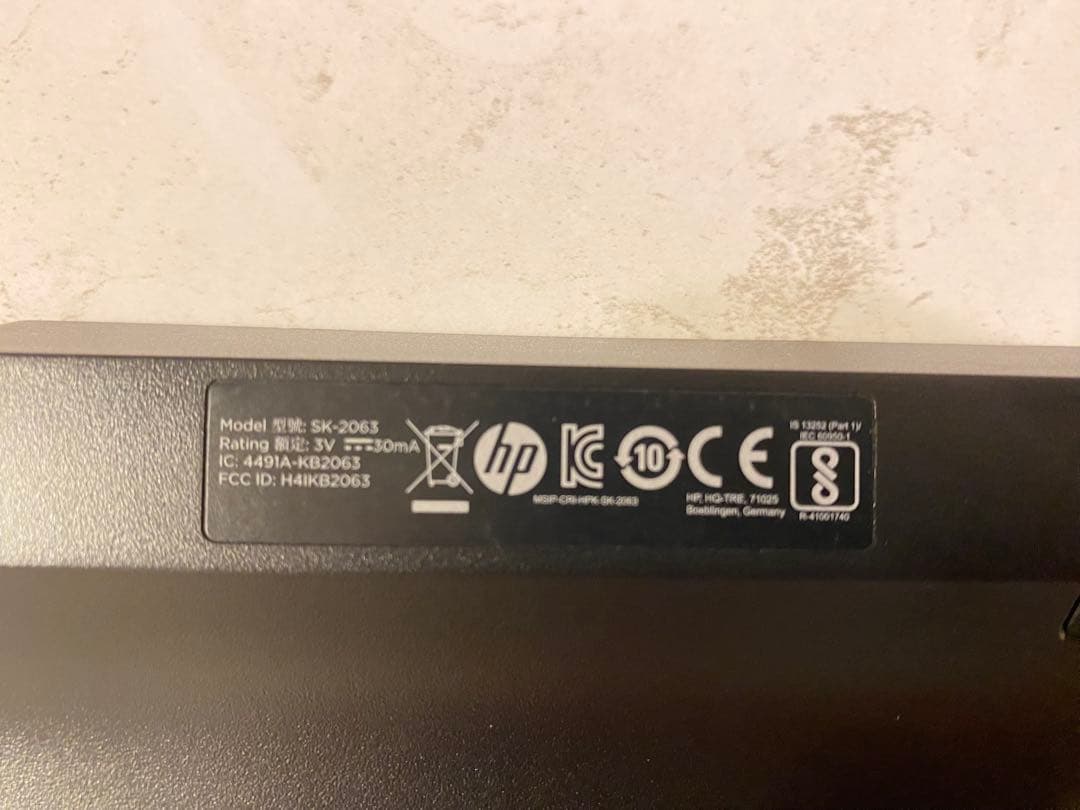 Model 型號: SK-2063
Rating 額定: 3V ⎓30mA
IC: 4491A-KB2063
FCC ID: H4IKB2063
hp
MSIP-CRI-HPK-SK-2063
10
CE
HP, HQ-TRE, 71025
Boeblingen, Germany
IS 13252 (Part 1)/
IEC 60950-1
R-41001740